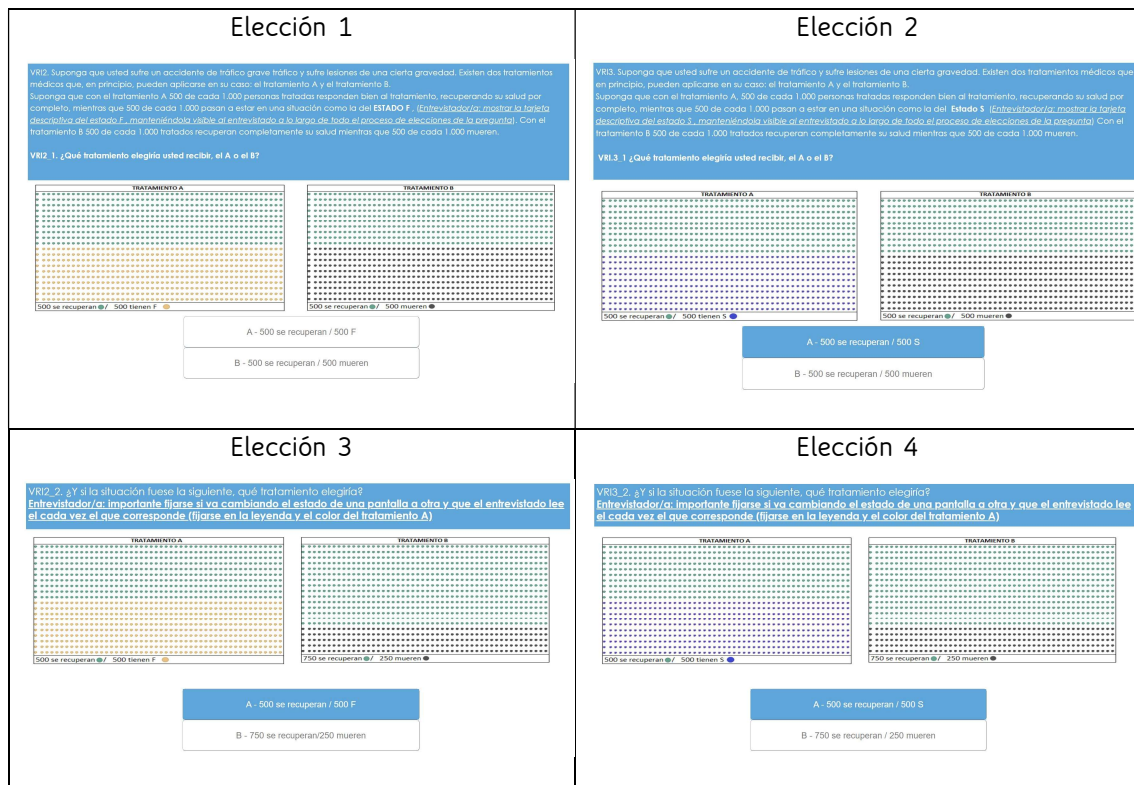 Elección 1
VRI2. Suponga que usted sufre un accidente de tráfico grave tráfico y sufre lesiones de una cierta gravedad. Existen dos tratamientos
médicos que, en principio, pueden aplicarse en su caso: el tratamiento A y el tratamiento B.
Suponga que con el tratamiento A 500 de cada 1.000 personas tratadas responden bien al tratamiento, recuperando su salud por
completo, mientras que 500 de cada 1.000 pasan a estar en una situación como la del ESTADO F . (Entrevistador/a: mostrar la tarjeta
descriptiva del estado F , manteniéndola visible al entrevistado a lo largo de todo el proceso de elecciones de la pregunta). Con el
tratamiento B 500 de cada 1.000 tratados recuperan completamente su salud mientras que 500 de cada 1.000 mueren.
VRI2_1. ¿Qué tratamiento elegiría usted recibir, el A o el B?
TRATAMIENTO A
500 se recuperan / 500 tienen F
TRATAMIENTO B
500 se recuperan / 500 mueren
A - 500 se recuperan / 500 F
B - 500 se recuperan / 500 mueren
Elección 2
VRI3. Suponga que usted sufre un accidente de tráfico y sufre lesiones de una cierta gravedad. Existen dos tratamientos médicos que,
en principio, pueden aplicarse en su caso: el tratamiento A y el tratamiento B.
Suponga que con el tratamiento A, 500 de cada 1.000 personas tratadas responden bien al tratamiento, recuperando su salud por
completo, mientras que 500 de cada 1.000 pasan a estar en una situación como la del Estado S (Entrevistador/a: mostrar la tarjeta
descriptiva del estado S , manteniéndola visible al entrevistado a lo largo de todo el proceso de elecciones de la pregunta) Con el
tratamiento B 500 de cada 1.000 tratados recuperan completamente su salud mientras que 500 de cada 1.000 mueren.
VRI.3_1 ¿Qué tratamiento elegiría usted recibir, el A o el B?
TRATAMIENTO A
500 se recuperan / 500 tienen S
TRATAMIENTO B
500 se recuperan / 500 mueren
A - 500 se recuperan / 500 S
B - 500 se recuperan / 500 mueren
Elección 3
VRI2_2. ¿Y si la situación fuese la siguiente, qué tratamiento elegiría?
Entrevistador/a: importante fijarse si va cambiando el estado de una pantalla a otra y que el entrevistado lee
el cada vez el que corresponde (fijarse en la leyenda y el color del tratamiento A)
TRATAMIENTO A
500 se recuperan / 500 tienen F
TRATAMIENTO B
750 se recuperan / 250 mueren
A - 500 se recuperan / 500 F
B - 750 se recuperan/250 mueren
Elección 4
VRI3_2. ¿Y si la situación fuese la siguiente, qué tratamiento elegiría?
Entrevistador/a: importante fijarse si va cambiando el estado de una pantalla a otra y que el entrevistado lee
el cada vez el que corresponde (fijarse en la leyenda y el color del tratamiento A)
TRATAMIENTO A
500 se recuperan / 500 tienen S
TRATAMIENTO B
750 se recuperan / 250 mueren
A - 500 se recuperan / 500 S
B - 750 se recuperan / 250 mueren